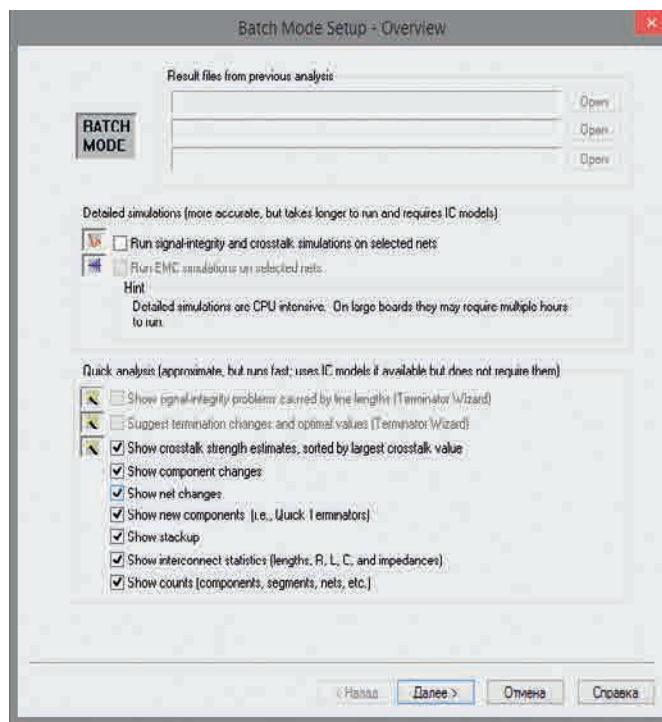 Batch Mode Setup - Overview
Result files from previous analysis
BATCH
MODE
Open
Open
Open
Detailed simulations (more accurate, but takes longer to run and requires IC models)
Run signal-integrity and crosstalk simulations on selected nets
Run EMC simulations on selected nets
Hint
Detailed simulations are CPU intensive. On large boards they may require multiple hours
to run.
Quick analysis (approximate, but runs fast; uses IC models if available but does not require them)
Show signal-integrity problems caused by line lengths (Terminator Wizard)
Suggest termination changes and optimal values (Terminator Wizard)
Show crosstalk strength estimates, sorted by largest crosstalk value
Show component changes
Show net changes
Show new components (i.e., Quick Terminators)
Show stackup
Show interconnect statistics (lengths, R, L, C, and impedances)
Show counts (components, segments, nets, etc.)
< Назад
Далее >
Отмена
Справка